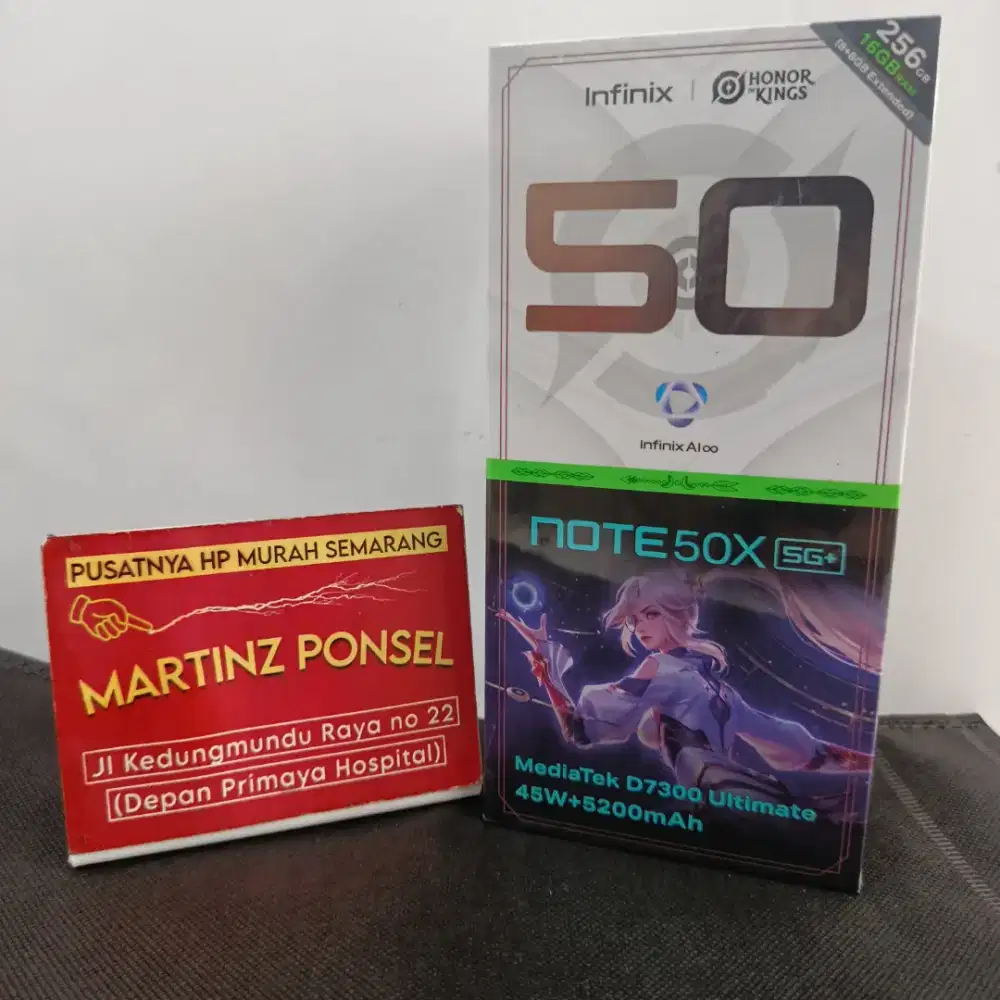 PUSATNYA HP MURAH SEMARANG
MARTINZ PONSEL
Jl Kedungmundu Raya no 22
(Depan Primaya Hospital)
256GB
16GB RAM
(8+8GB Extended)
Infinix | HONOR OF KINGS
50
Infinix AI∞
NOTE 50X 5G+
MediaTek D7300 Ultimate
45W+5200mAh